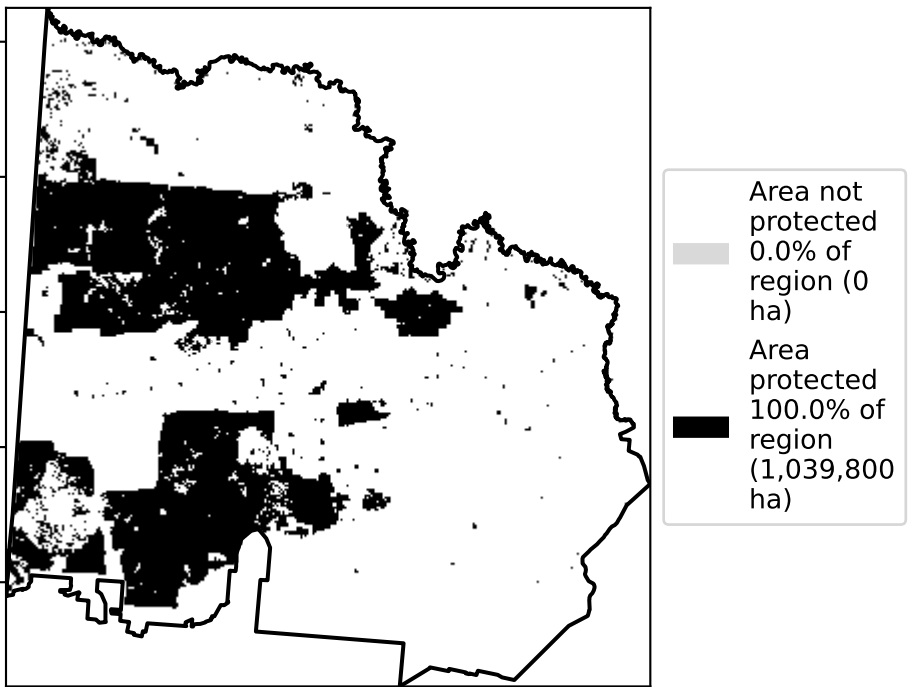 Area not
protected
0.0% of
region (0
ha)
Area
protected
100.0% of
region
(1,039,800
ha)